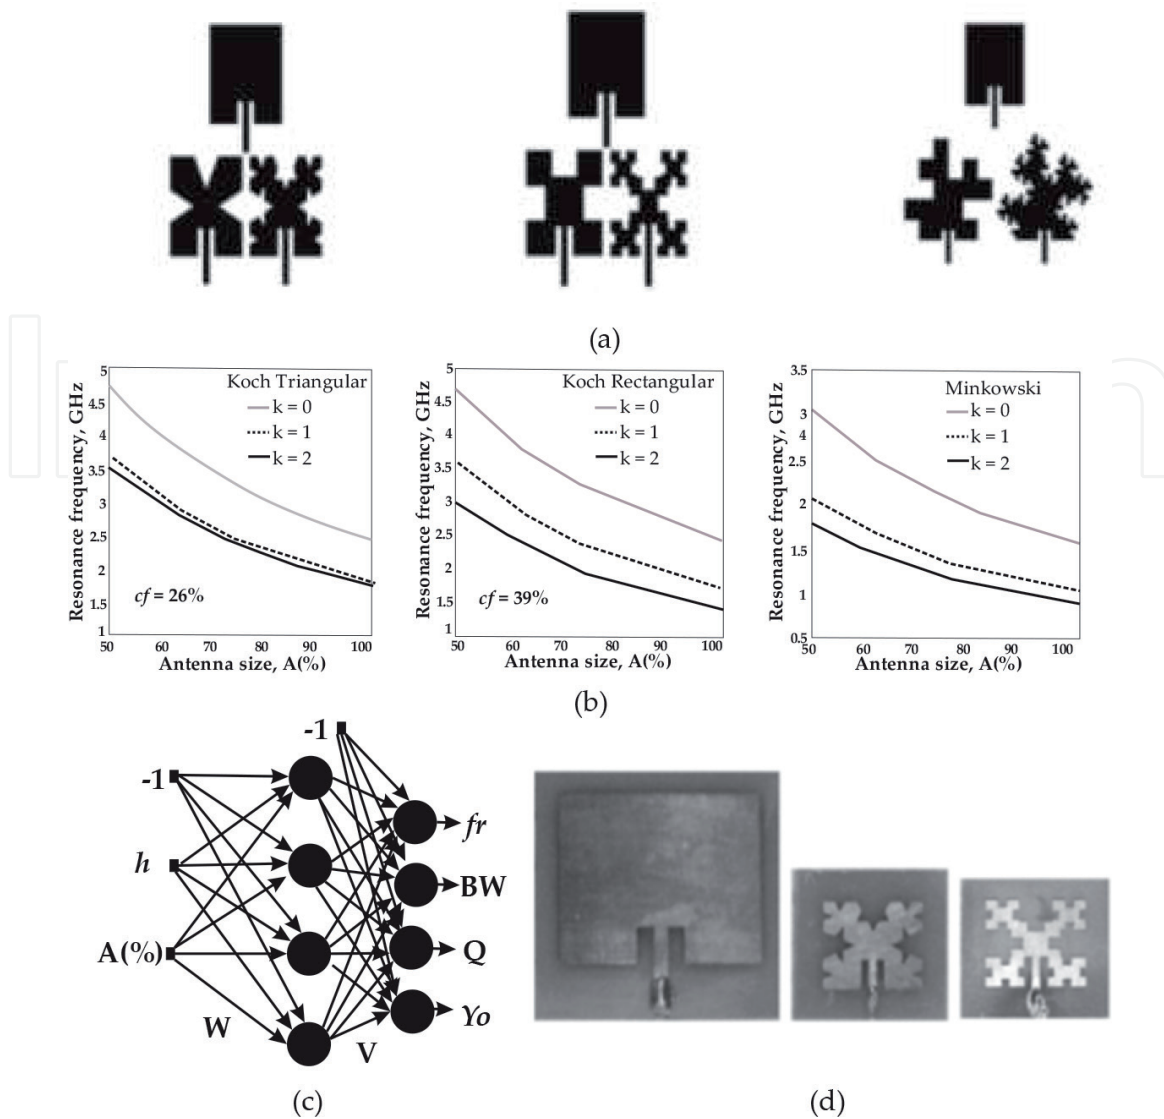 (a)
Resonance frequency, GHz
5
4.5
4
3.5
3
2.5
2
1.5
1
Koch Triangular
k = 0
k = 1
k = 2
cf = 26%
50 60 70 80 90 100
Antenna size, A(%)
Resonance frequency, GHz
5
4.5
4
3.5
3
2.5
2
1.5
1
Koch Rectangular
k = 0
k = 1
k = 2
cf = 39%
50 60 70 80 90 100
Antenna size, A(%)
Resonance frequency, GHz
3.5
3
4
2.5
2
1.5
1
0.5
Minkowski
k = 0
k = 1
k = 2
50 60 70 80 90 100
Antenna size, A(%)
(b)
-1
-1
h
A(%)
W
V
fr
BW
Q
Yo
(c)
(d)